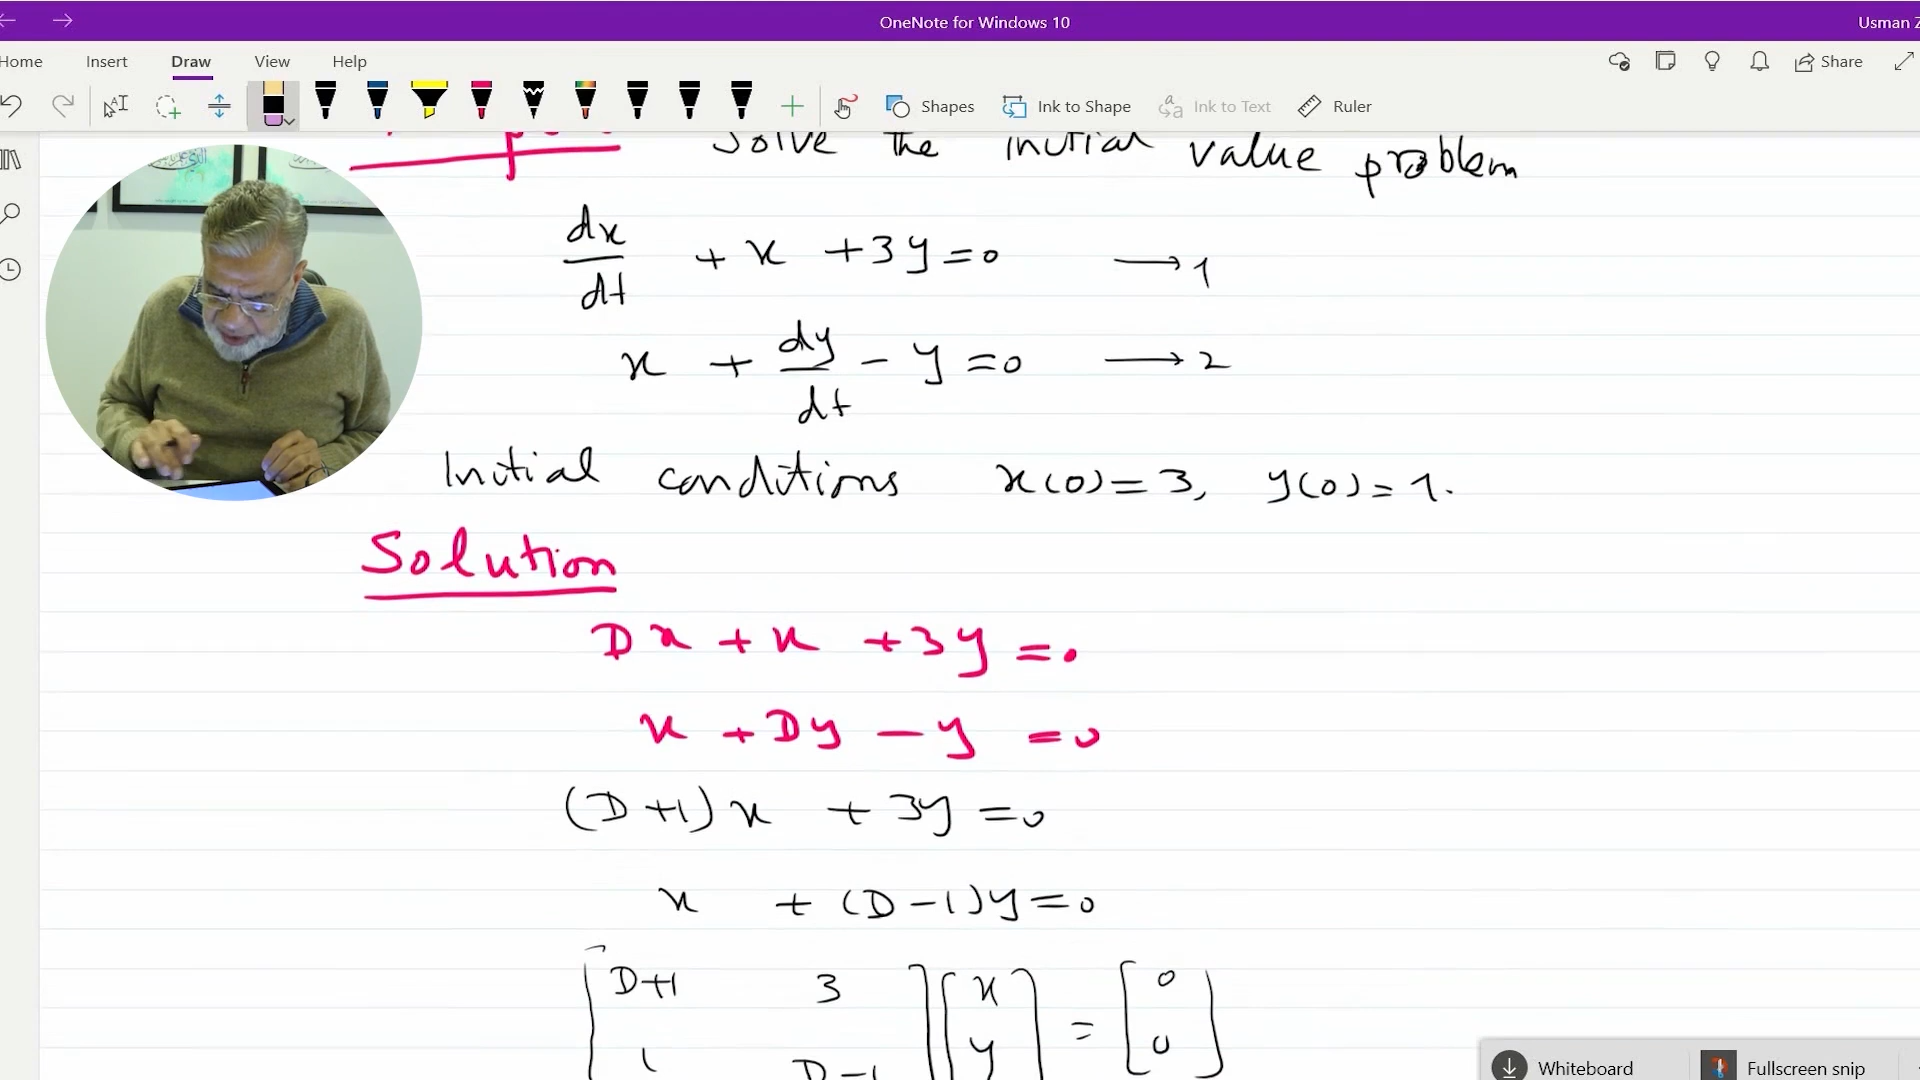 OneNote for Windows 10
Usman Z
Home Insert Draw View Help
Share
Shapes Ink to Shape Ink to Text Ruler
Solve the initial value problem
dx/dt + x + 3y = 0 → 1
x + dy/dt - y = 0 → 2
Initial conditions x(0) = 3, y(0) = 1.
Solution
Dx + x + 3y = 0
x + Dy - y = 0
(D+1)x + 3y = 0
x + (D-1)y = 0
[D+1 3] [x] = [0]
[1 D-1] [y] [0]
Whiteboard
Fullscreen snip